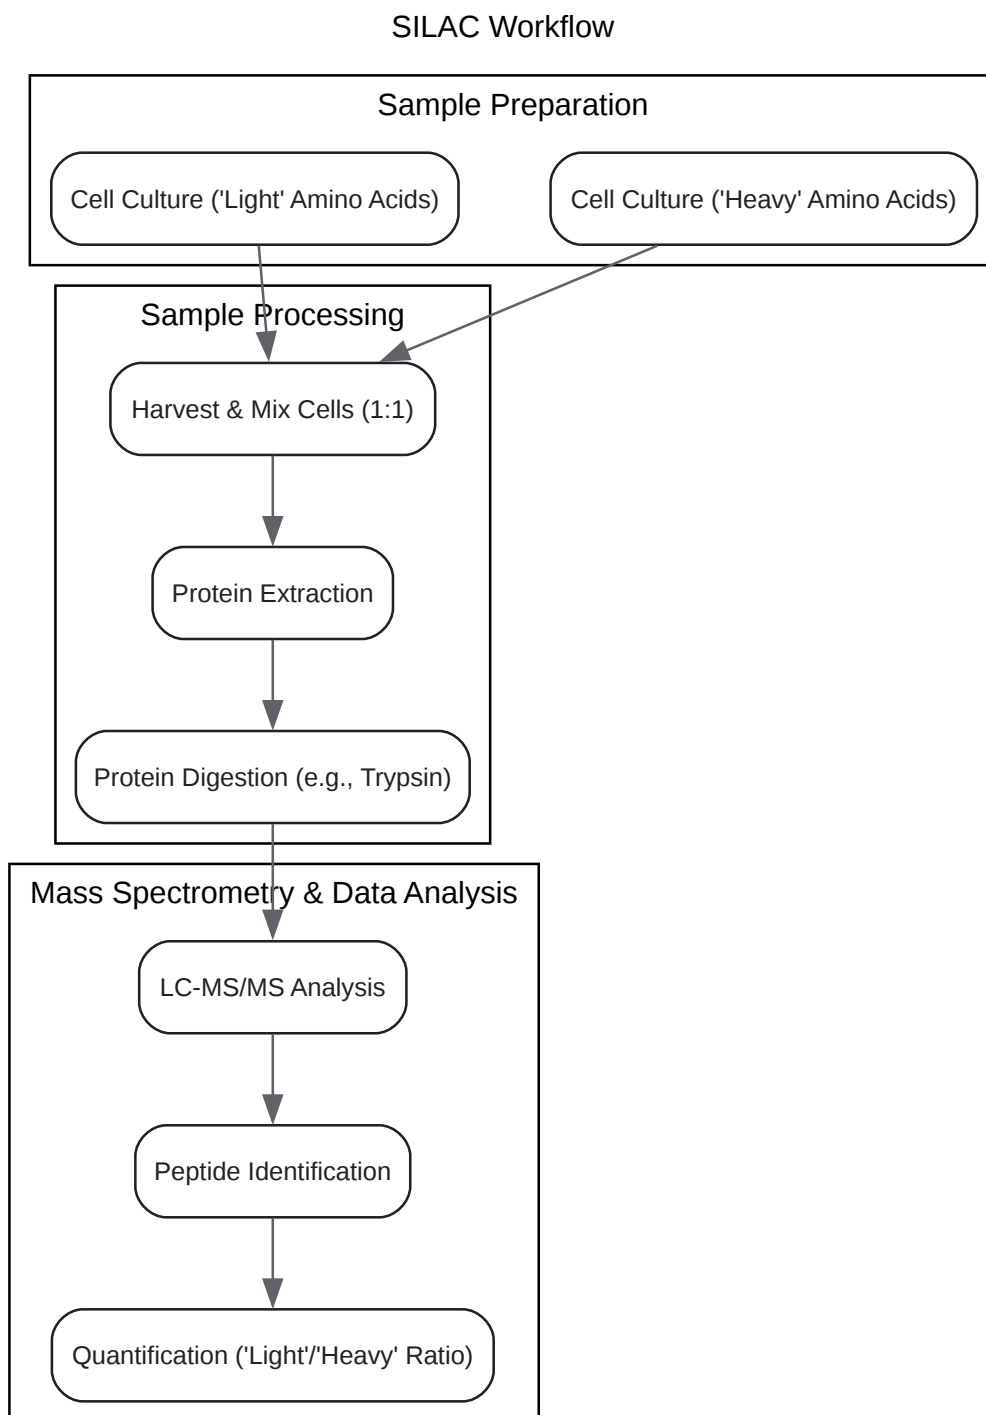 SILAC Workflow
Sample Preparation
Cell Culture ('Light' Amino Acids)
Cell Culture ('Heavy' Amino Acids)
Sample Processing
Harvest & Mix Cells (1:1)
Protein Extraction
Protein Digestion (e.g., Trypsin)
Mass Spectrometry & Data Analysis
LC-MS/MS Analysis
Peptide Identification
Quantification ('Light'/'Heavy' Ratio)